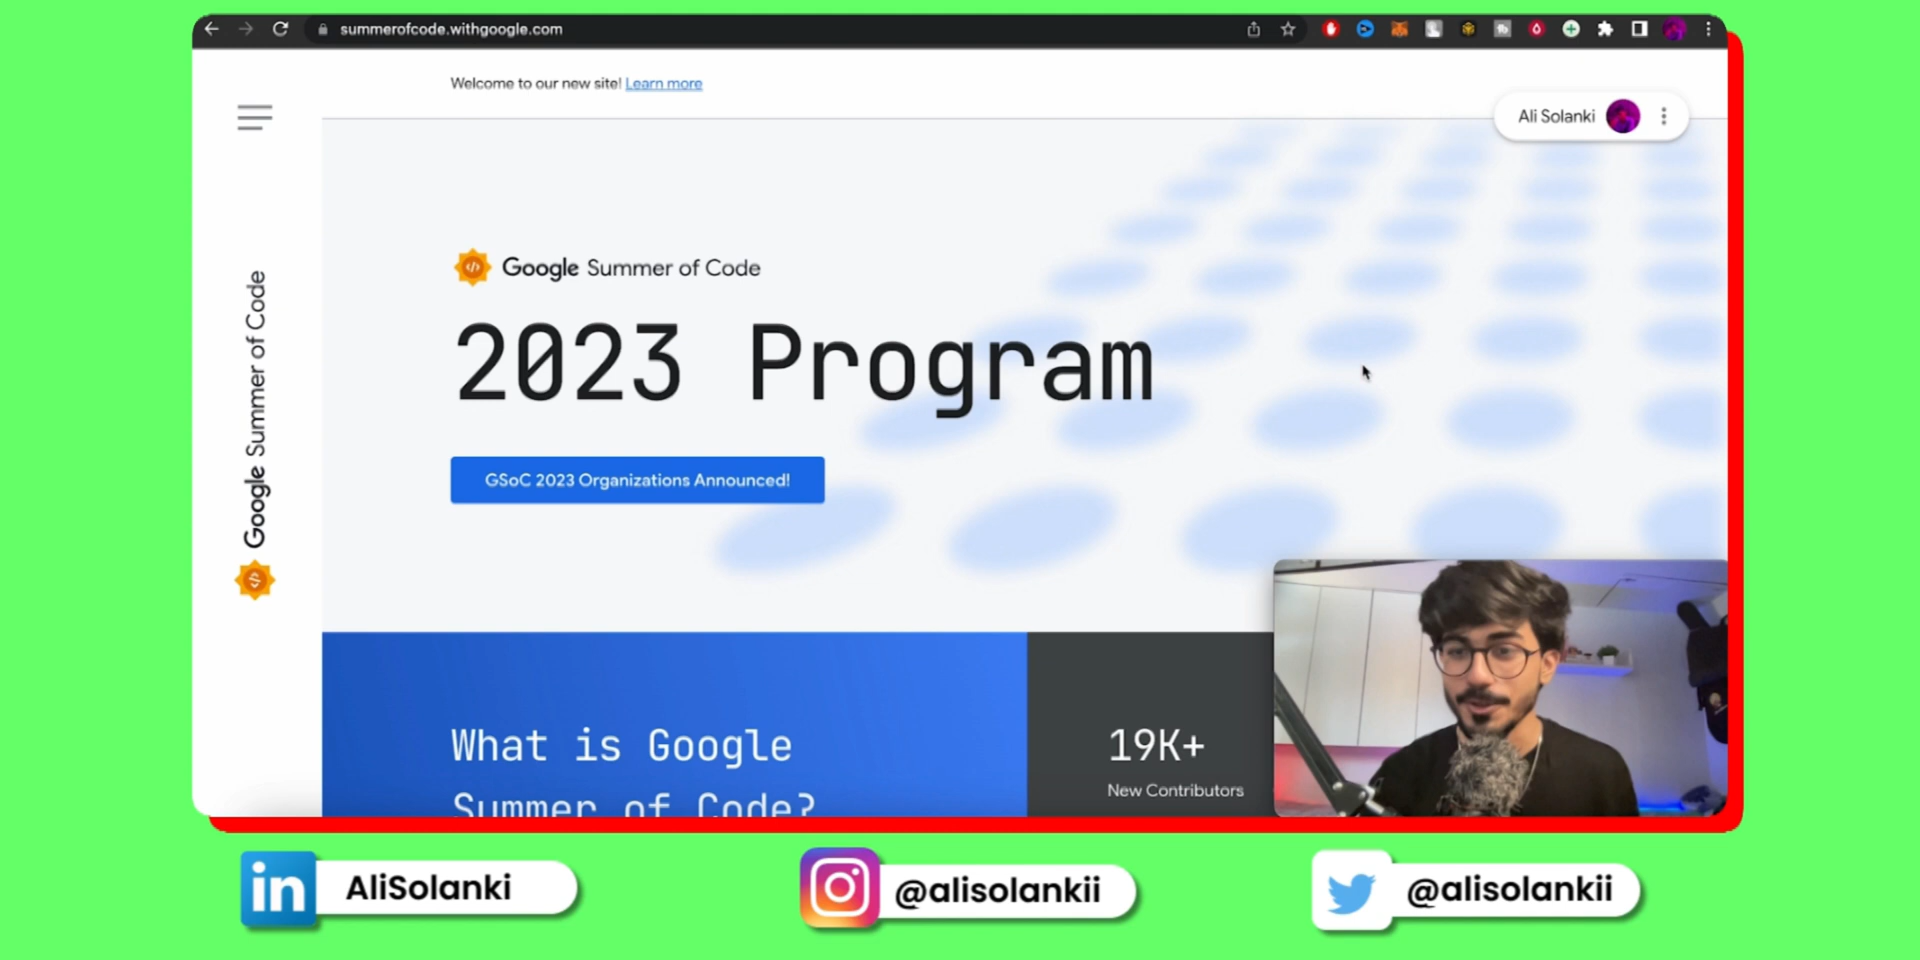 summerofcode.withgoogle.com
Welcome to our new site! Learn more
Ali Solanki
Google Summer of Code
Google Summer of Code
2023 Program
GSoC 2023 Organizations Announced!
What is Google
Summer of Code?
19K+
New Contributors
in AliSolanki
@alisolankii
@alisolankii